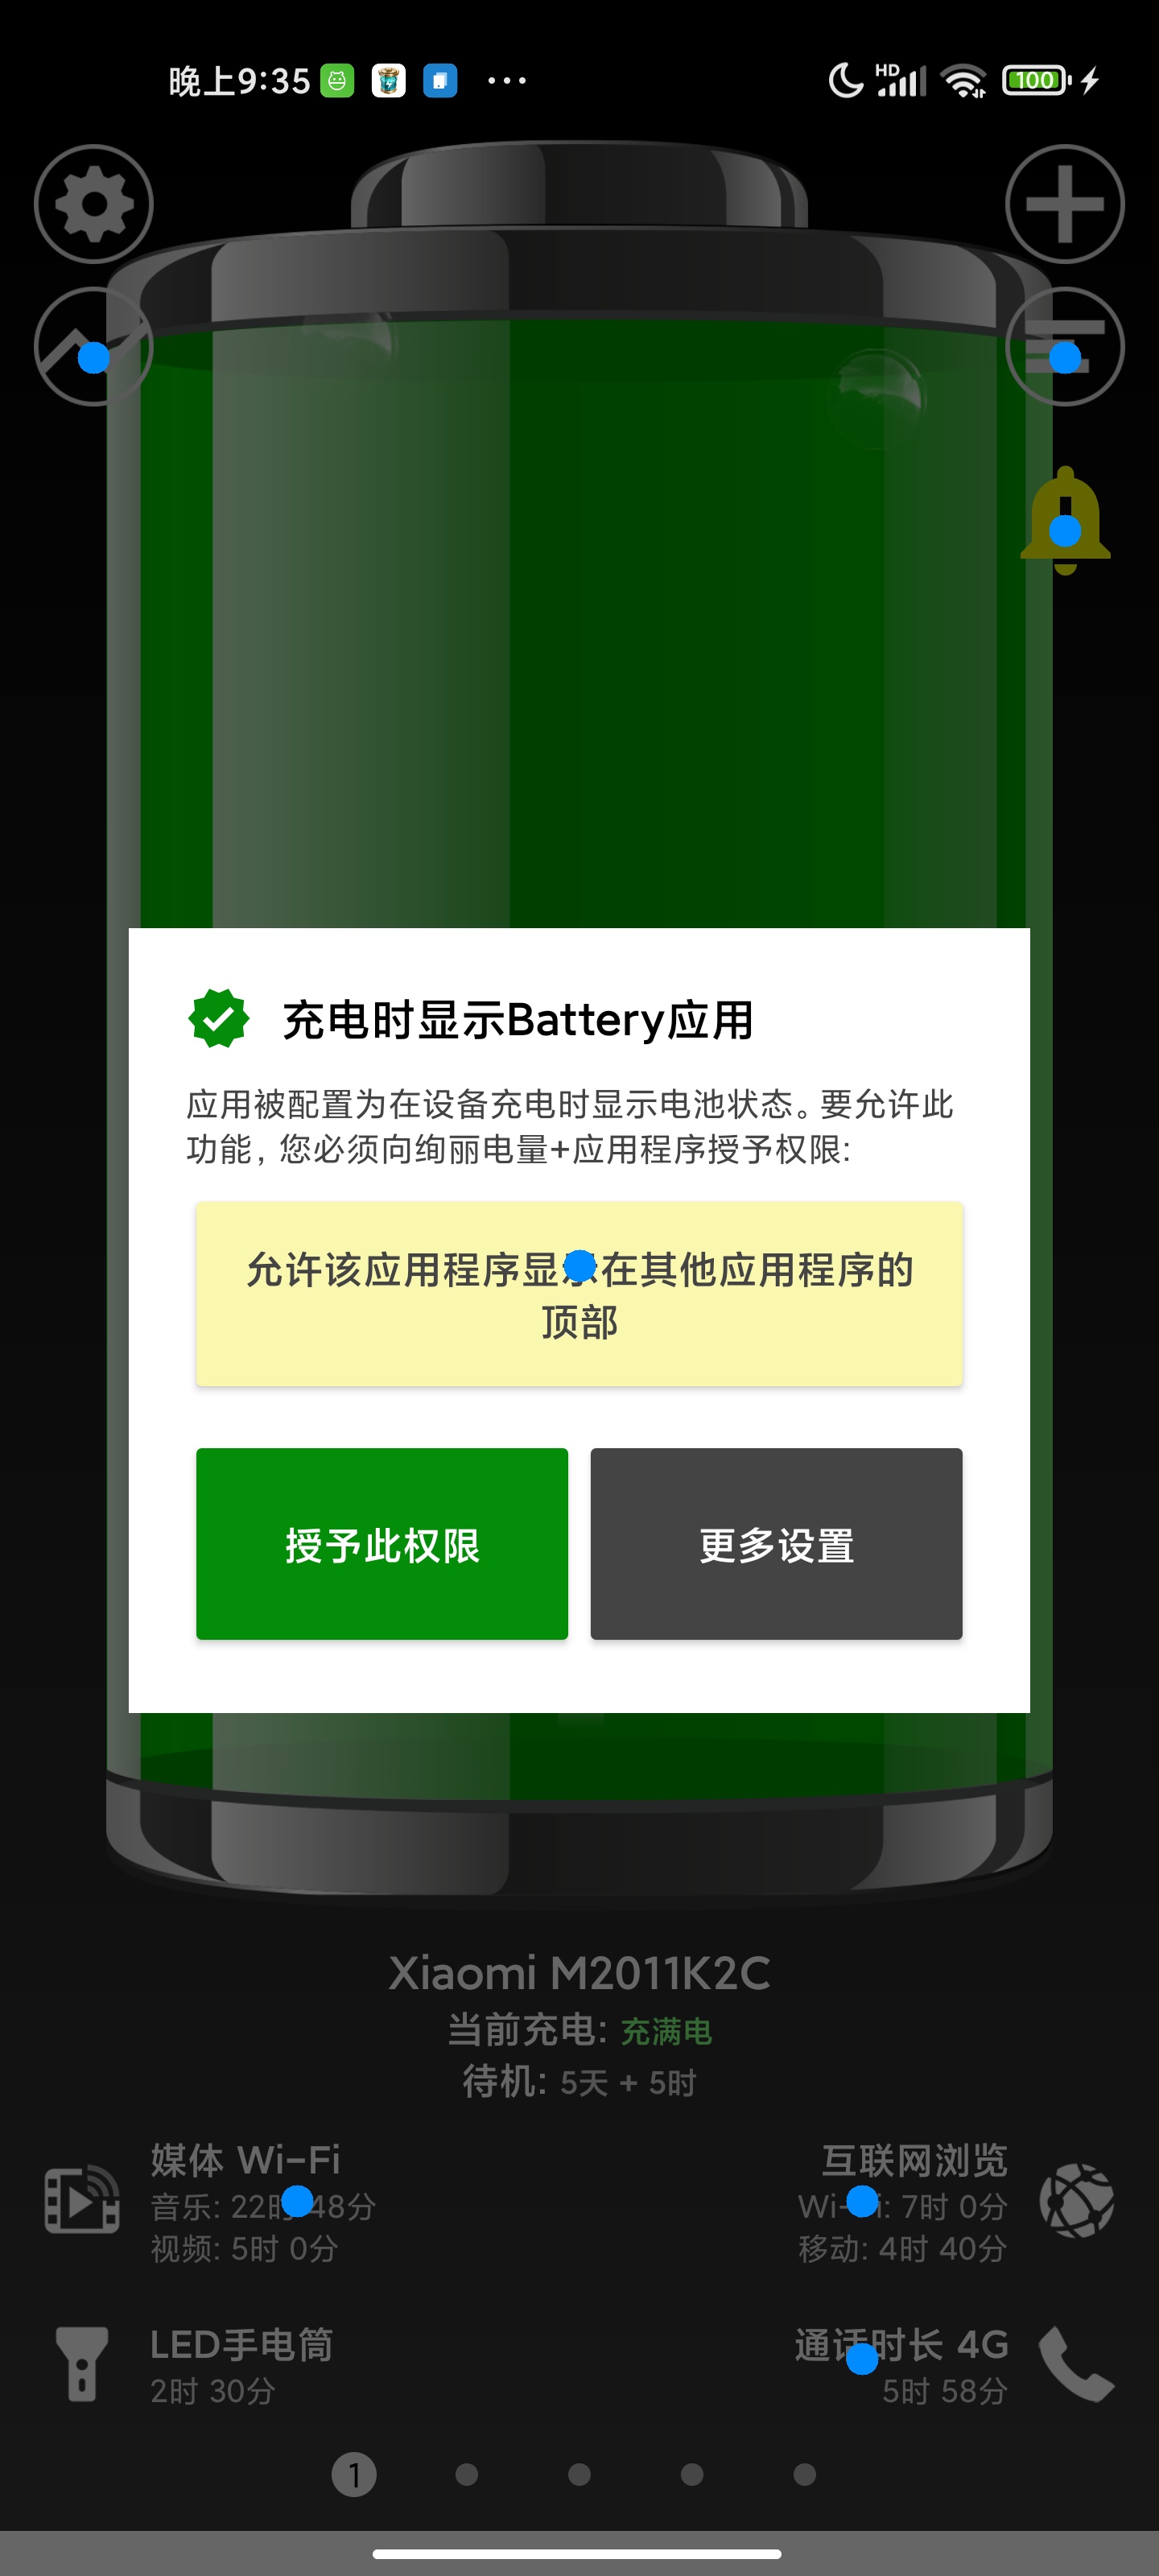 晚上9:35
HD
100
充电时显示Battery应用
应用被配置为在设备充电时显示电池状态。要允许此
功能，您必须向绚丽电量+应用程序授予权限:
允许该应用程序显示在其他应用程序的
顶部
授予此权限
更多设置
Xiaomi M2011K2C
当前充电: 充满电
待机: 5天 + 5时
媒体 Wi-Fi
音乐: 22时 48分
视频: 5时 0分
互联网浏览
Wi-Fi: 7时 0分
移动: 4时 40分
LED手电筒
2时 30分
通话时长 4G
5时 58分
1